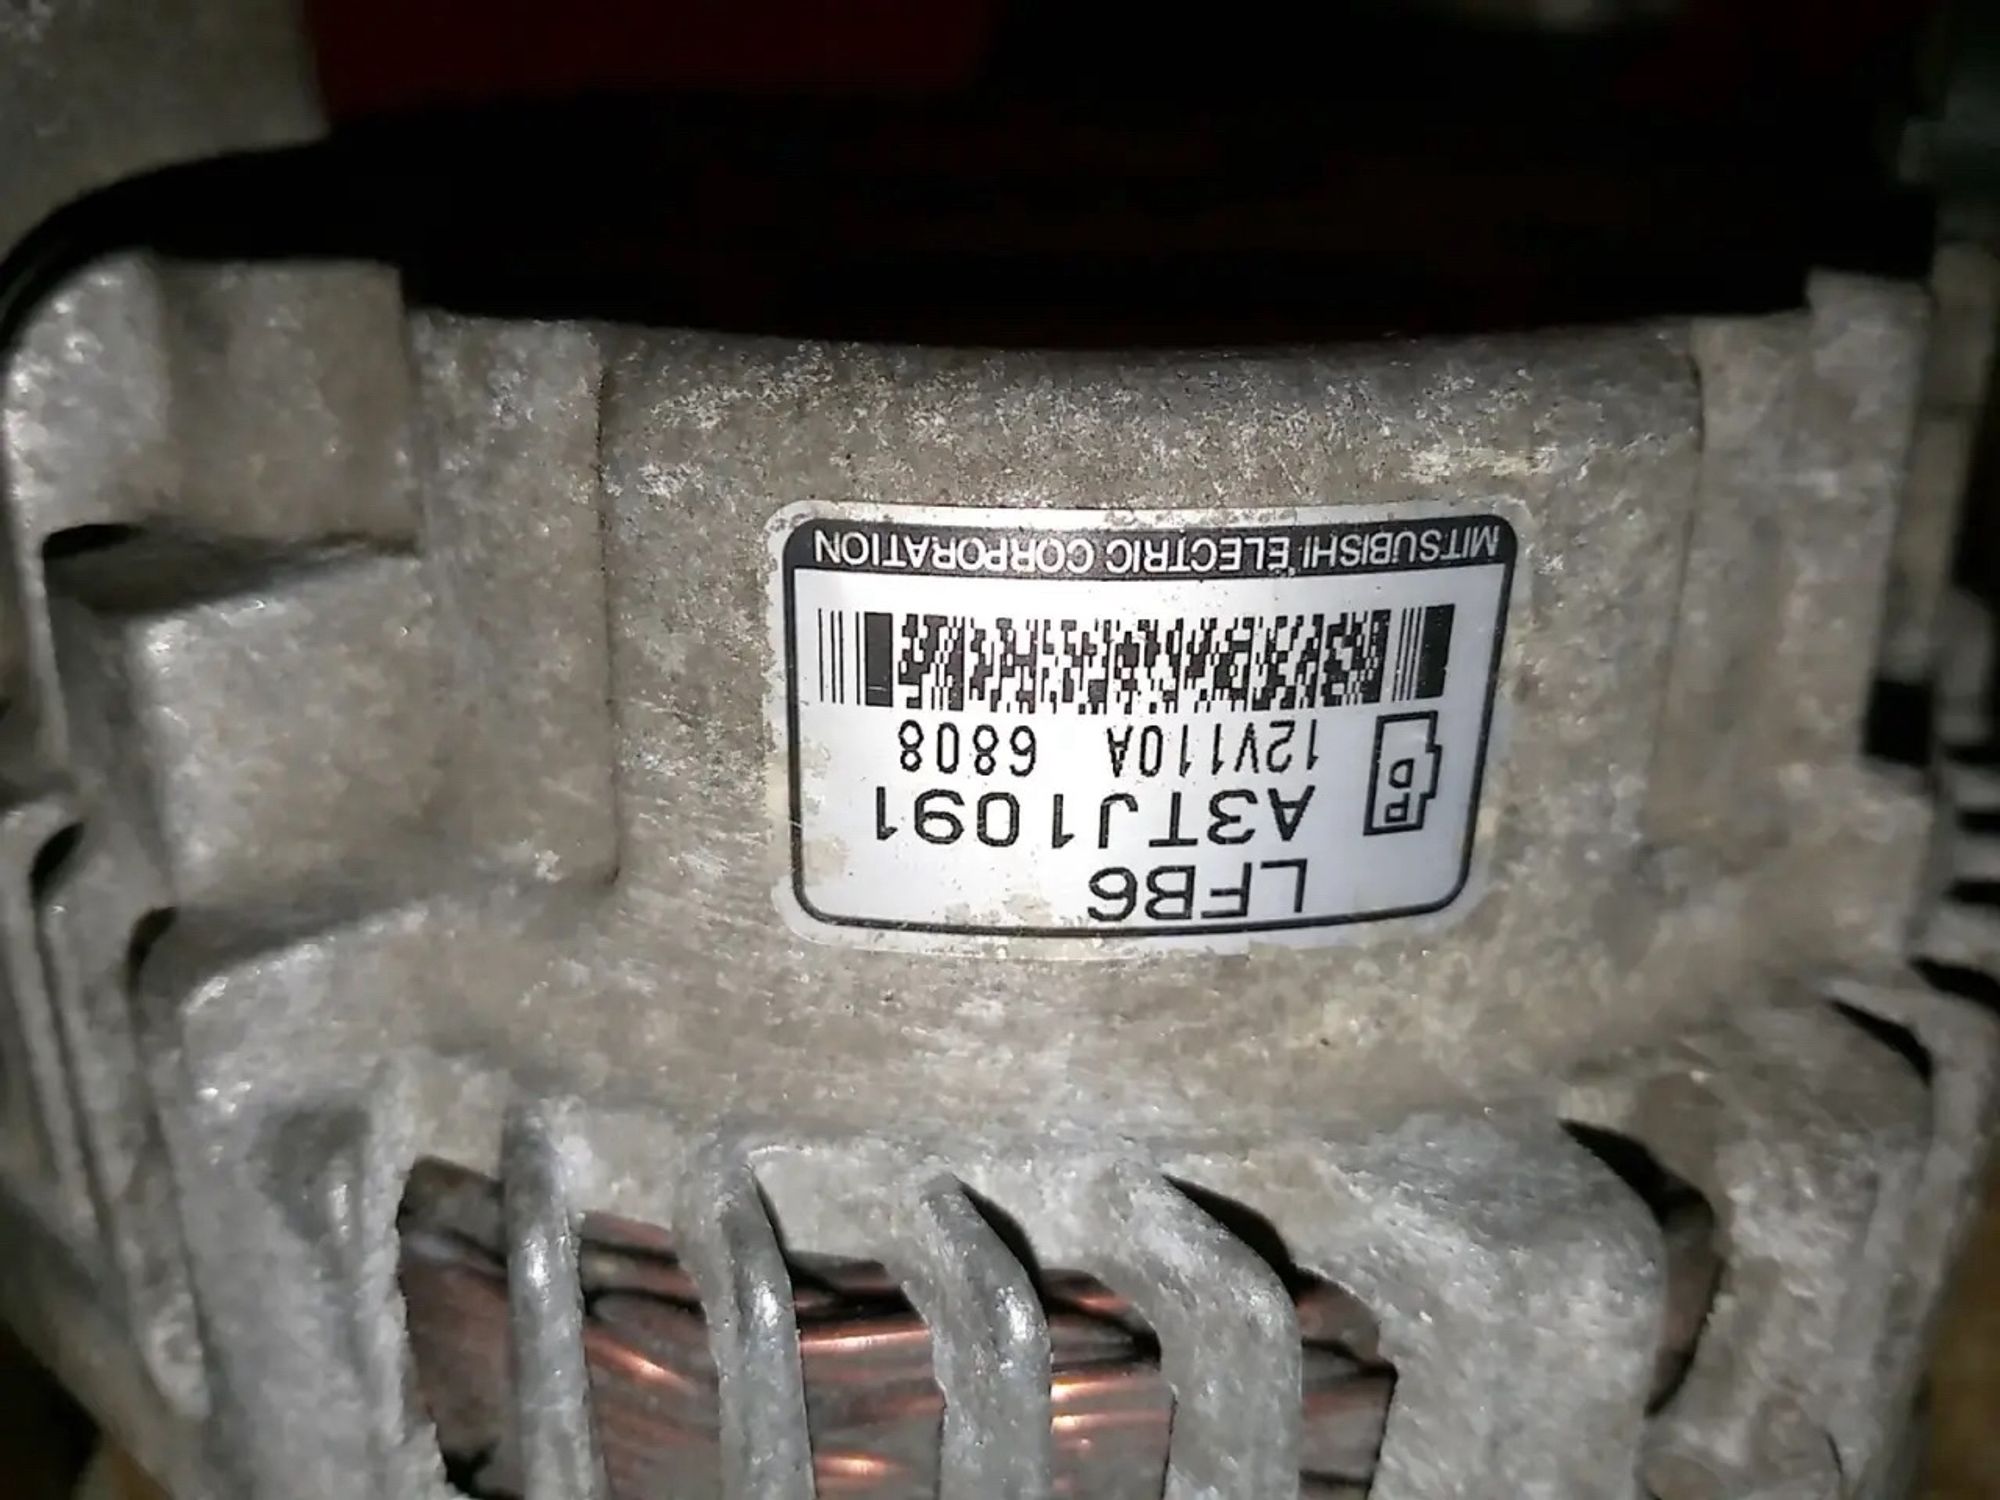 LFB6
A3TJ1091
P
D
12V110A 6808
MITSUBISHI ELECTRIC CORPORATION